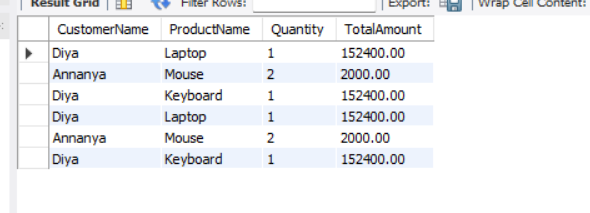 Result Grid Filter Rows: Export: Wrap Cell Content:
CustomerName ProductName Quantity TotalAmount
Diya Laptop 1 152400.00
Annanya Mouse 2 2000.00
Diya Keyboard 1 152400.00
Diya Laptop 1 152400.00
Annanya Mouse 2 2000.00
Diya Keyboard 1 152400.00